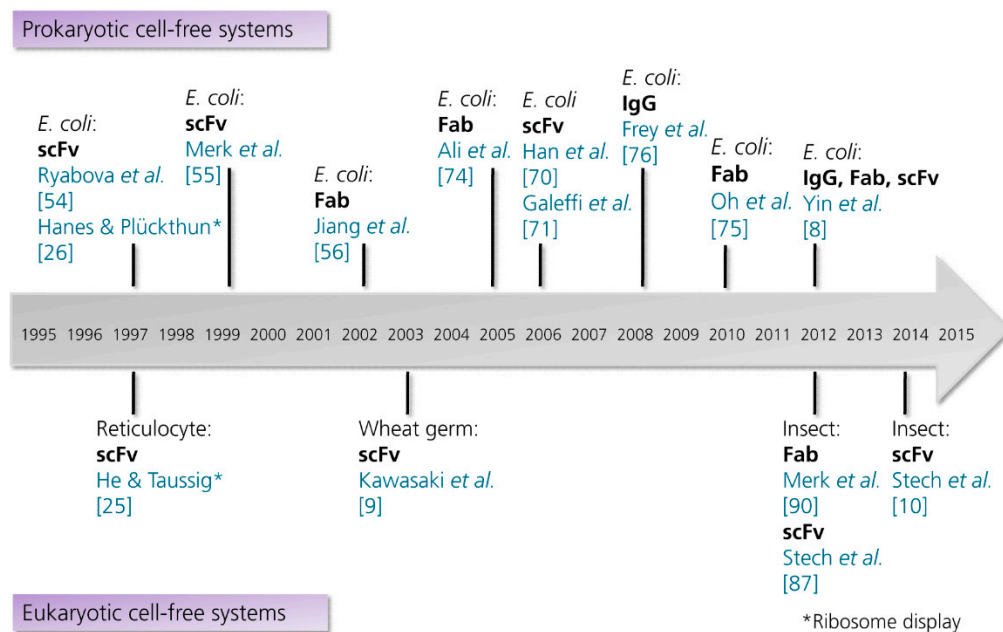 Prokaryotic cell-free systems
E. coli:
scFv
Ryabova et al.
[54]
Hanes & Plückthun*
[26]
E. coli:
scFv
Merk et al.
[55]
E. coli:
Fab
Jiang et al.
[56]
E. coli:
Fab
Ali et al.
[74]
E. coli
scFv
Han et al.
[70]
Galeffi et al.
[71]
E. coli:
IgG
Frey et al.
[76]
E. coli:
Fab
Oh et al.
[75]
E. coli:
IgG, Fab, scFv
Yin et al.
[8]
1995 1996 1997 1998 1999 2000 2001 2002 2003 2004 2005 2006 2007 2008 2009 2010 2011 2012 2013 2014 2015
Reticulocyte:
scFv
He & Taussig*
[25]
Wheat germ:
scFv
Kawasaki et al.
[9]
Insect:
Fab
Merk et al.
[90]
scFv
Stech et al.
[87]
Insect:
scFv
Stech et al.
[10]
Eukaryotic cell-free systems
*Ribosome display